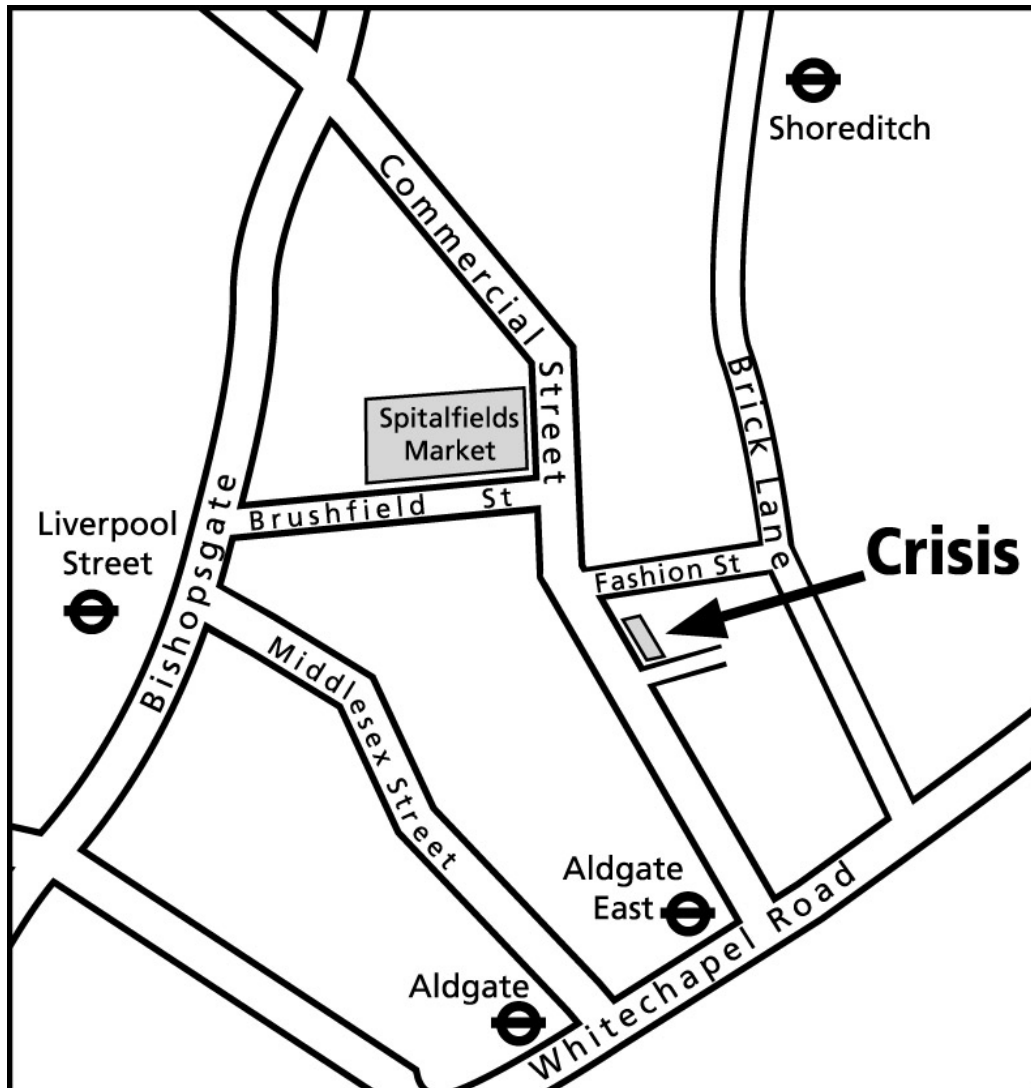 Shoreditch
Commercial Street
Brick Lane
Spitalfields
Market
Brushfield St
Bishopsgate
Liverpool
Street
Fashion St
Crisis
Middlesex Street
Aldgate
East
Aldgate
Whitechapel Road